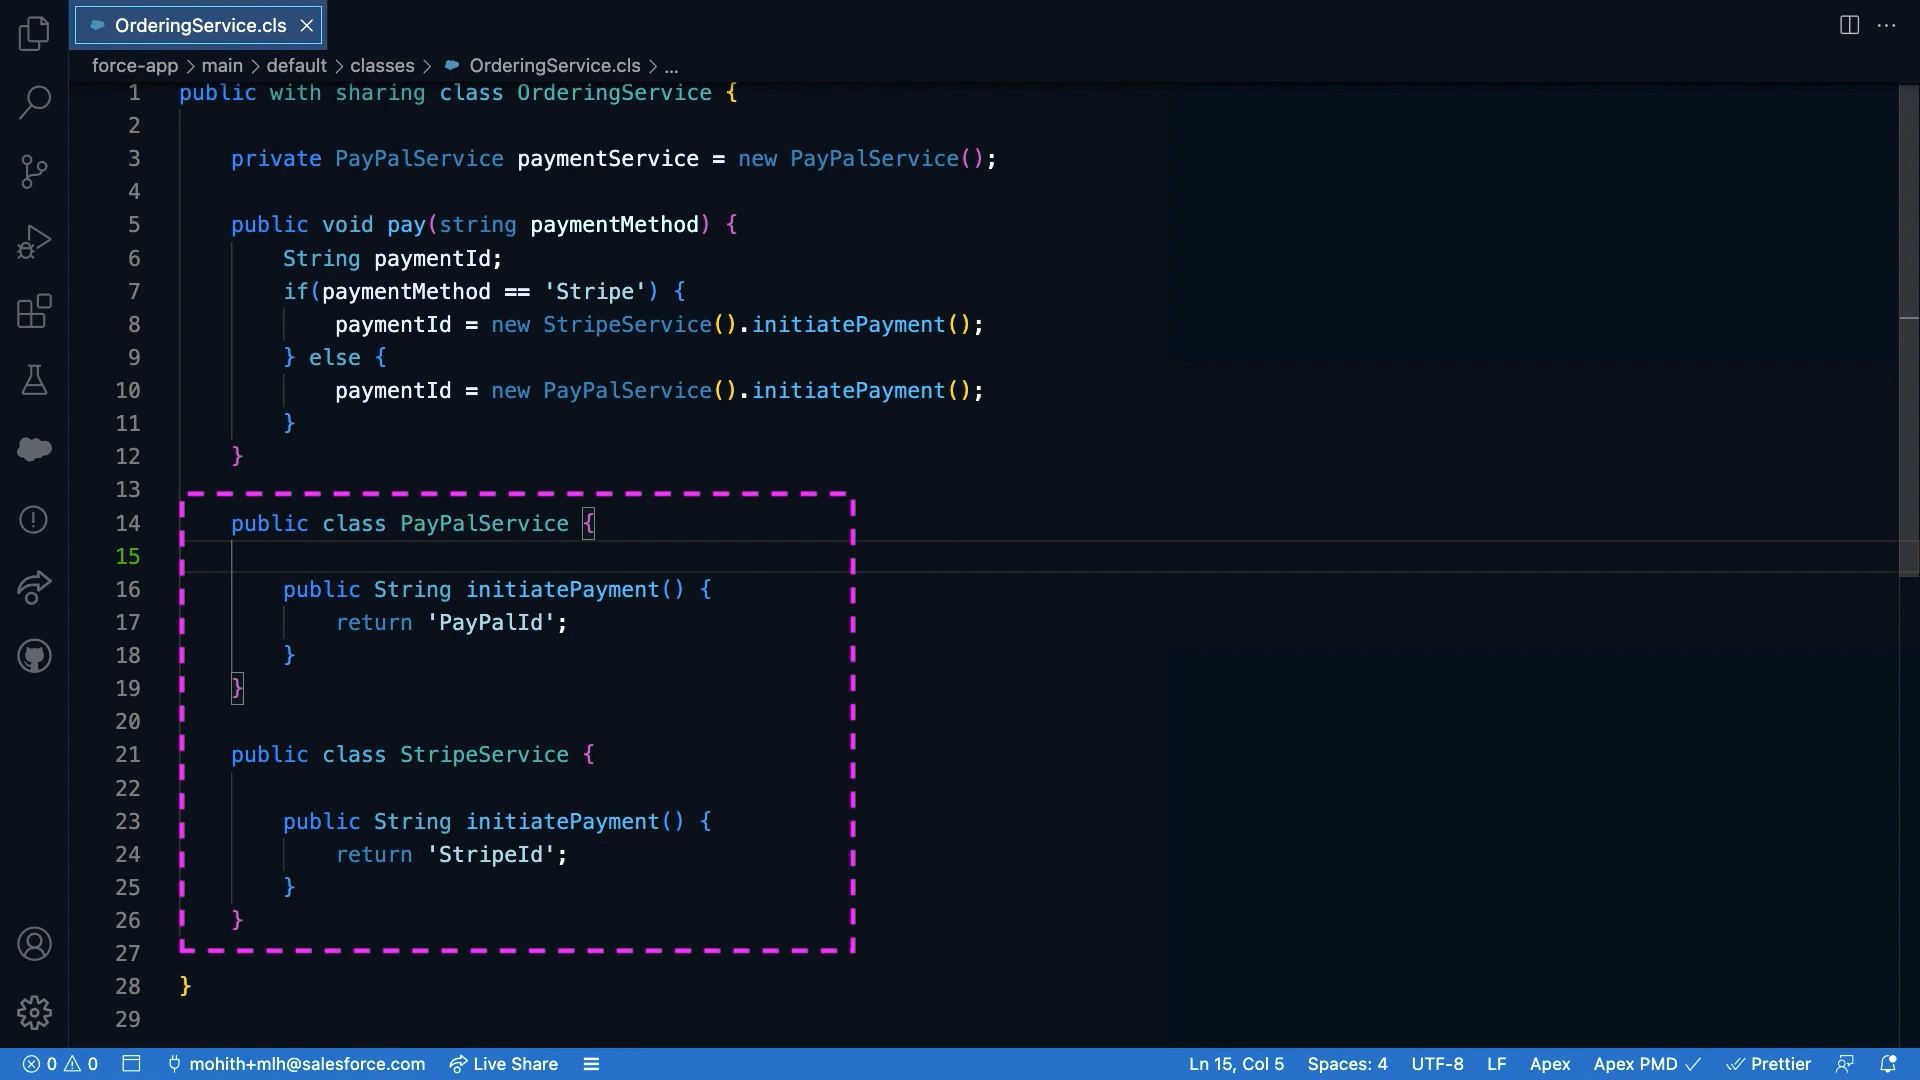 OrderingService.cls
force-app > main > default > classes > OrderingService.cls > ...
1 public with sharing class OrderingService {
2
3 private PayPalService paymentService = new PayPalService();
4
5 public void pay(string paymentMethod) {
6 String paymentId;
7 if(paymentMethod == 'Stripe') {
8 paymentId = new StripeService().initiatePayment();
9 } else {
10 paymentId = new PayPalService().initiatePayment();
11 }
12 }
13
14 public class PayPalService {
15
16 public String initiatePayment() {
17 return 'PayPalId';
18 }
19 }
20
21 public class StripeService {
22
23 public String initiatePayment() {
24 return 'StripeId';
25 }
26 }
27
28 }
29
0 0 mohith+mlh@salesforce.com Live Share Ln 15, Col 5 Spaces: 4 UTF-8 LF Apex Apex PMD Prettier